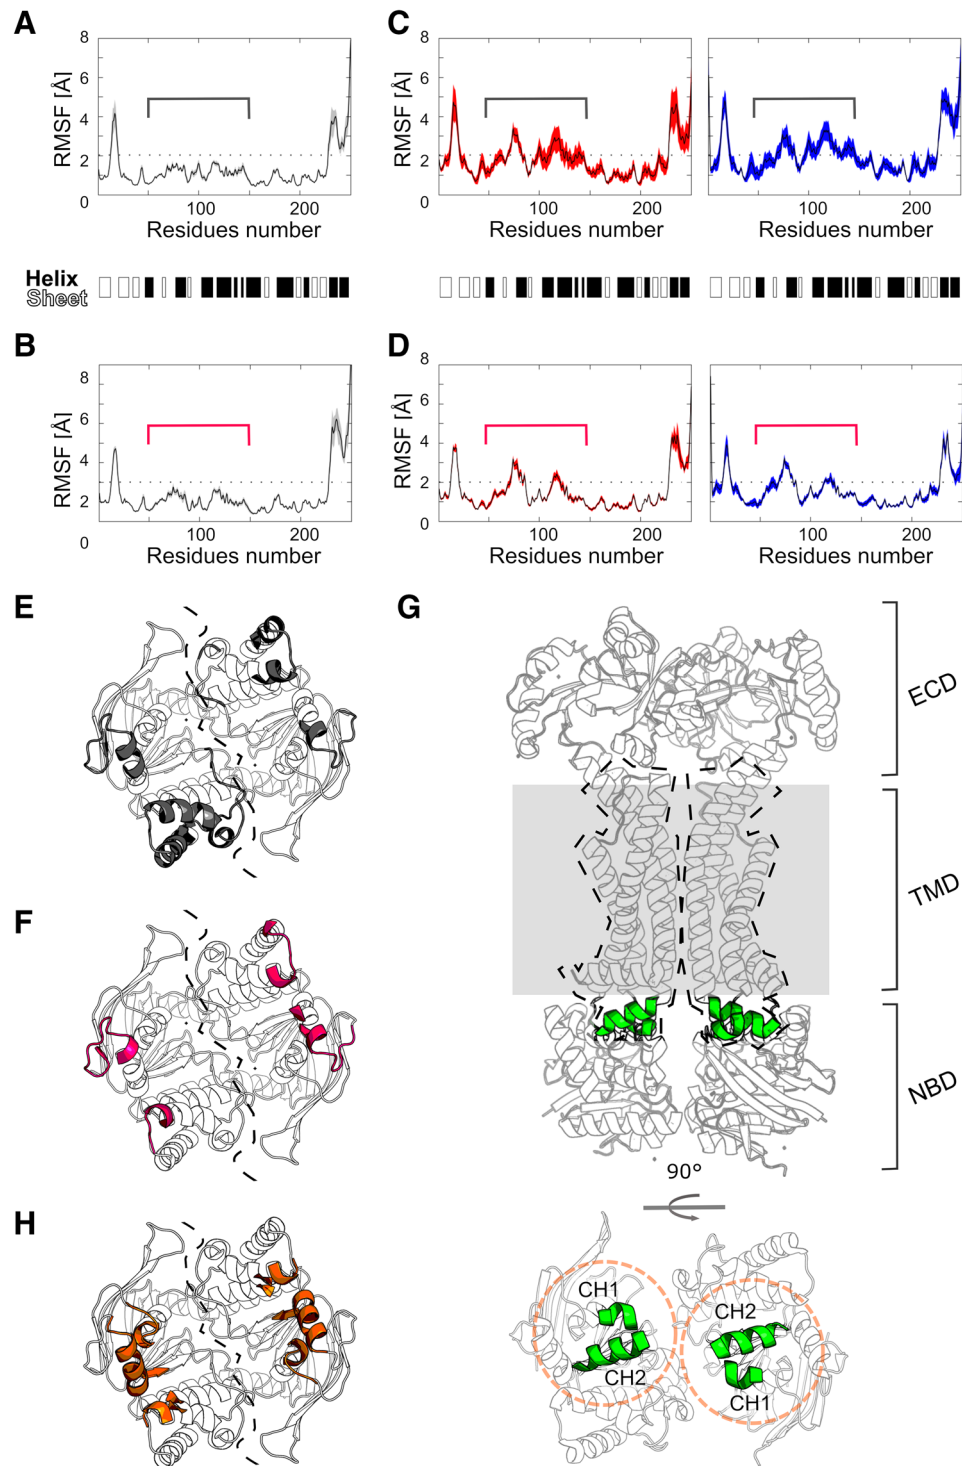 A
C
8
6
4
2
0
RMSF [Å]
100
200
Residues number
8
6
4
2
0
RMSF [Å]
100
200
Residues number
100
200
Residues number
Helix
Sheet
B
D
8
6
4
2
0
RMSF [Å]
100
200
Residues number
8
6
4
2
0
RMSF [Å]
100
200
Residues number
100
200
Residues number
E
G
ECD
TMD
F
NBD
90°
H
CH1
CH2
CH2
CH1